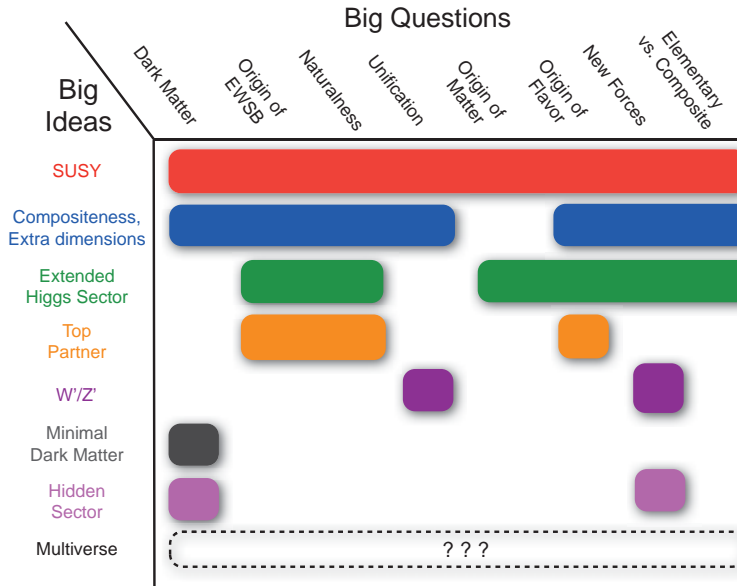 Big Questions
Big
Ideas
Dark Matter
Origin of
EWSB
Naturalness
Unification
Origin of
Matter
Origin of
Flavor
New Forces
Elementary
vs. Composite
SUSY
Compositeness,
Extra dimensions
Extended
Higgs Sector
Top
Partner
W'/Z'
Minimal
Dark Matter
Hidden
Sector
Multiverse
? ? ?